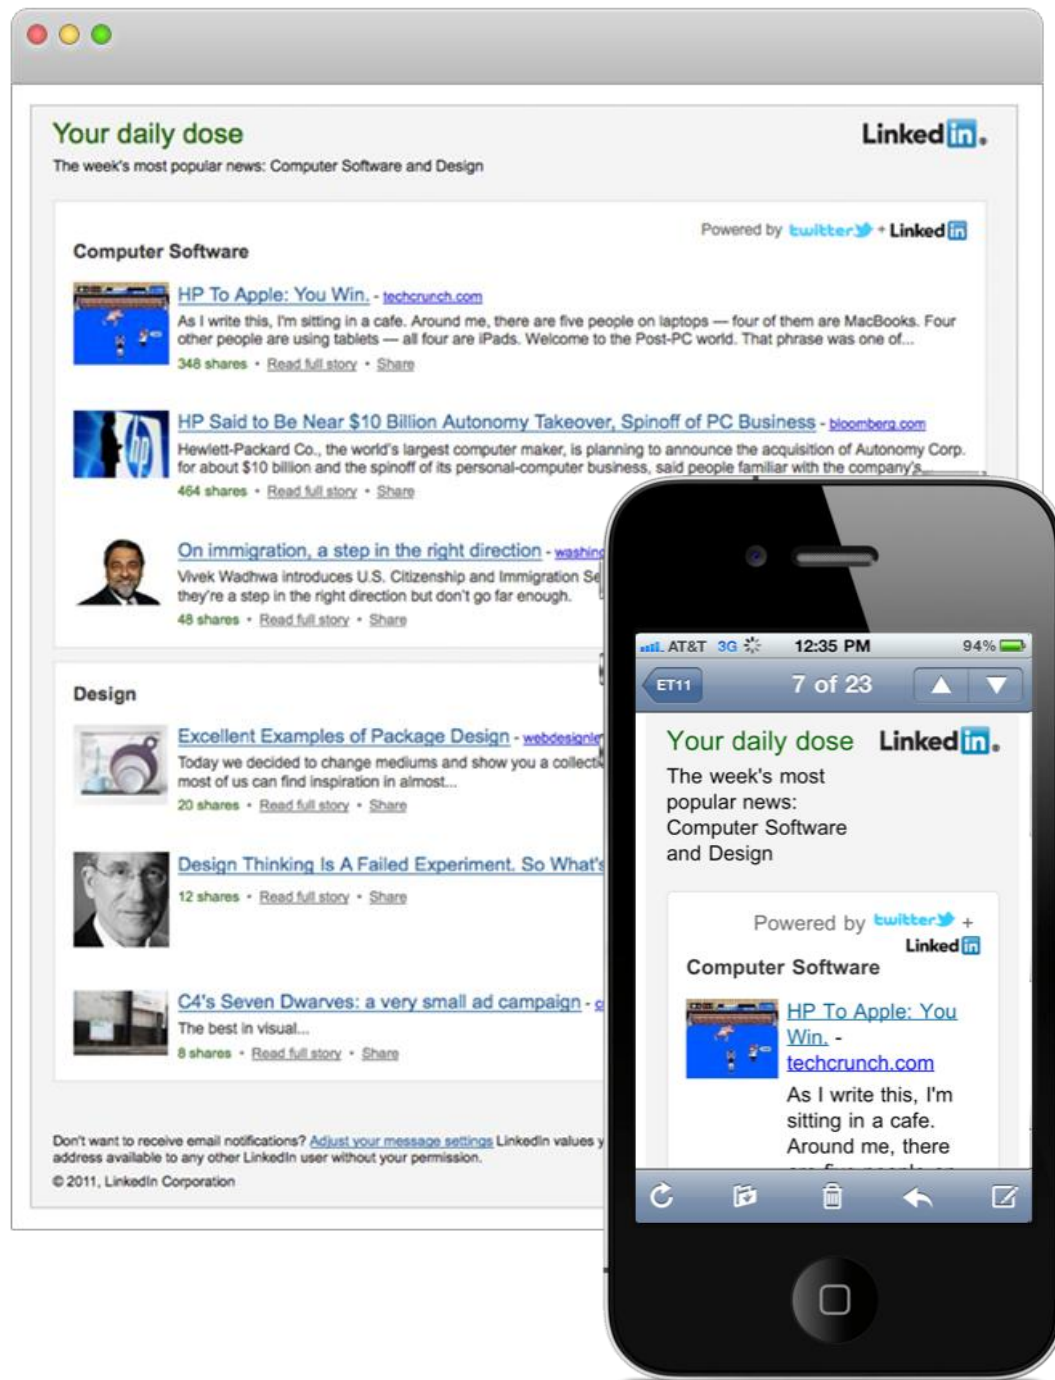 Your daily dose
Linked in.
The week's most popular news: Computer Software and Design
Powered by twitter + Linked in
Computer Software
HP To Apple: You Win. - techcrunch.com
As I write this, I'm sitting in a cafe. Around me, there are five people on laptops — four of them are MacBooks. Four
other people are using tablets — all four are iPads. Welcome to the Post-PC world. That phrase was one of...
348 shares • Read full story • Share
HP Said to Be Near $10 Billion Autonomy Takeover, Spinoff of PC Business - bloomberg.com
Hewlett-Packard Co., the world's largest computer maker, is planning to announce the acquisition of Autonomy Corp.
for about $10 billion and the spinoff of its personal-computer business, said people familiar with the company's...
464 shares • Read full story • Share
hp
On immigration, a step in the right direction -
Vivek Wadhwa introduces U.S. Citizenship and Immigration
they're a step in the right direction but don't go far enough.
48 shares • Read full story • Share
Design
Excellent Examples of Package Design -
Today we decided to change mediums and show you a
most of us can find inspiration in almost...
20 shares • Read full story • Share
Design Thinking Is A Failed Experiment. So What's
12 shares • Read full story • Share
C4's Seven Dwarves: a very small ad campaign -
The best in visual...
8 shares • Read full story • Share
Don't want to receive email notifications? Adjust your message settings LinkedIn values
address available to any other LinkedIn user without your permission.
© 2011, LinkedIn Corporation
AT&T 3G 12:35 PM 94%
ET11 7 of 23
Your daily dose Linked in.
The week's most
popular news:
Computer Software
and Design
Powered by twitter +
Linked in
Computer Software
HP To Apple: You
Win. -
techcrunch.com
As I write this, I'm
sitting in a cafe.
Around me, there
are five people on